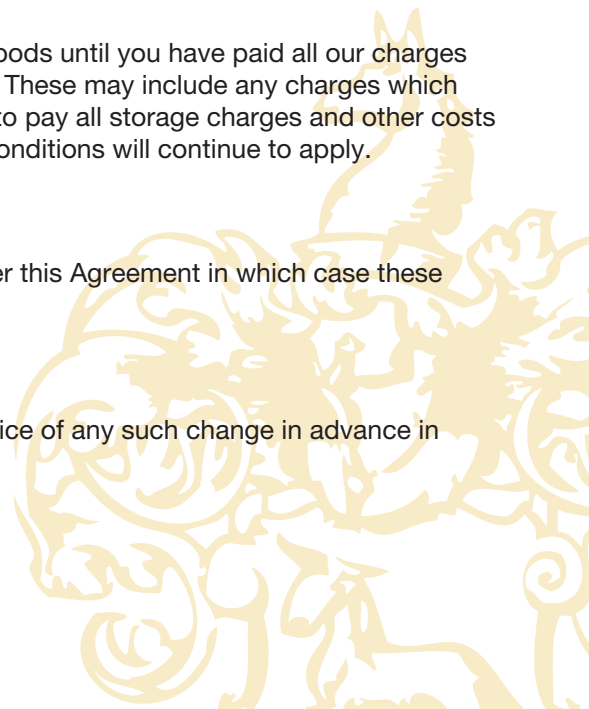 oods until you have paid all our charges
These may include any charges which
to pay all storage charges and other costs
onditions will continue to apply.
er this Agreement in which case these
ice of any such change in advance in